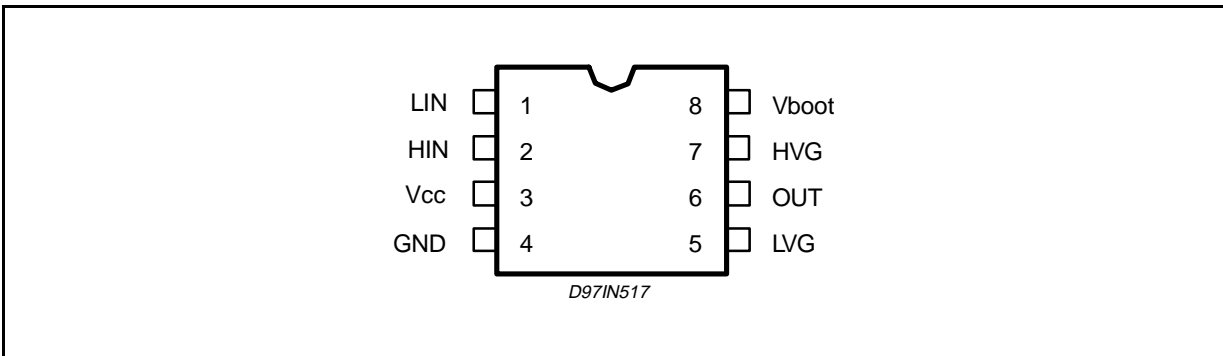 LIN 1 8 Vboot
HIN 2 7 HVG
Vcc 3 6 OUT
GND 4 5 LVG
D97IN517